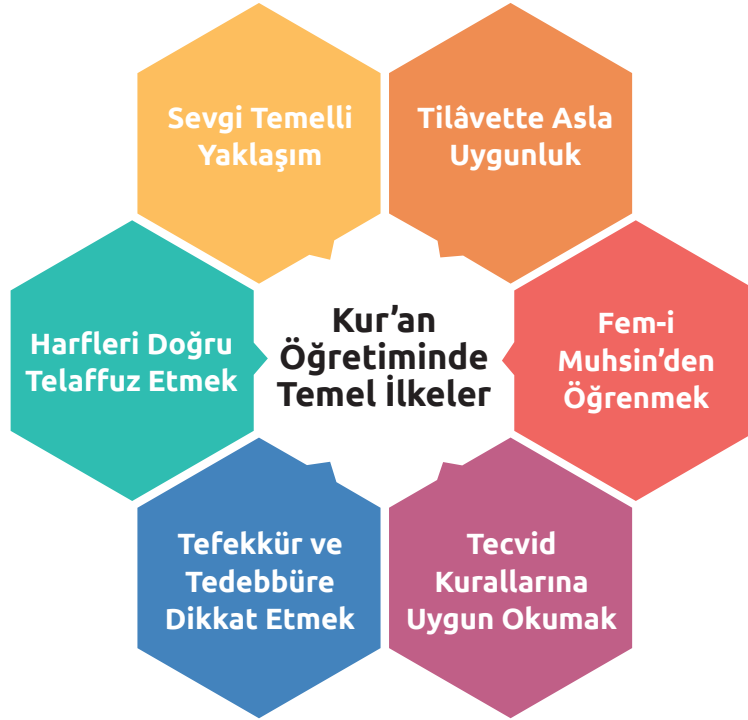 Sevgi Temelli
Yaklaşım
Tilâvette Asla
Uygunluk
Harfleri Doğru
Telaffuz Etmek
Kur’an
Öğretiminde
Temel İlkeler
Fem-i
Muhsin’den
Öğrenmek
Tefekkür ve
Tedebbüre
Dikkat Etmek
Tecvid
Kurallarına
Uygun Okumak